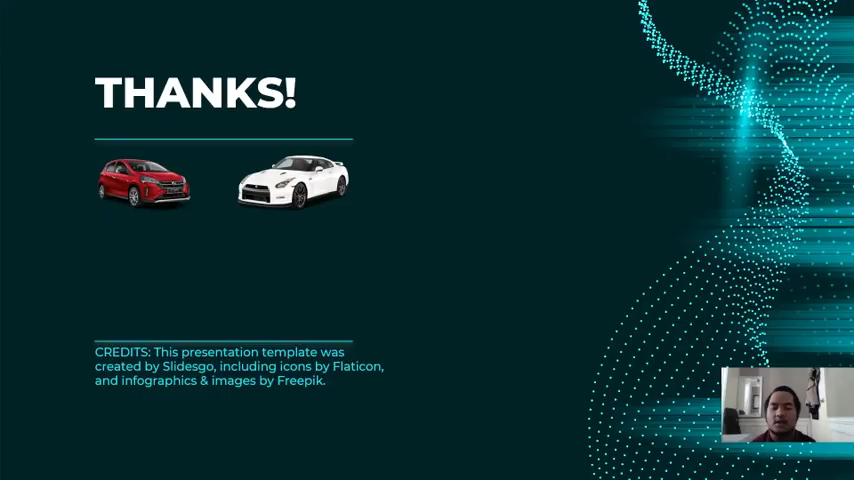 THANKS!
CREDITS: This presentation template was
created by Slidesgo, including icons by Flaticon,
and infographics & images by Freepik.